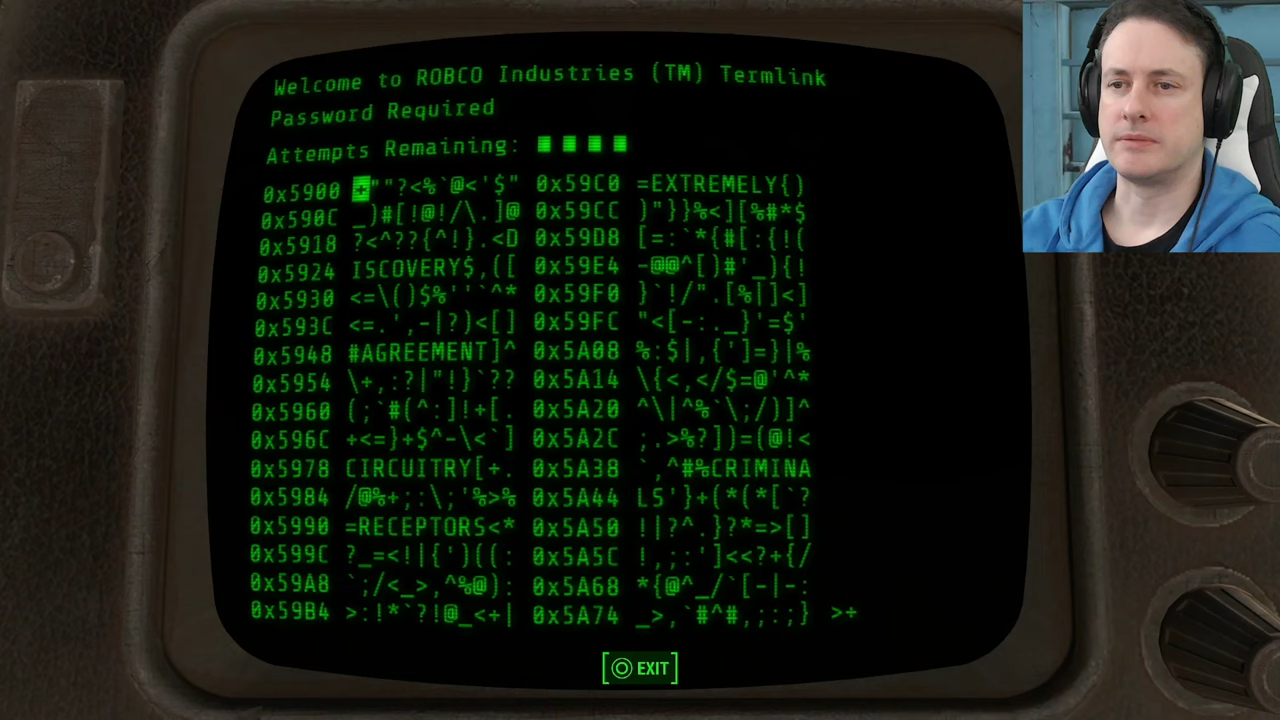 Welcome to ROBCO Industries (TM) Termlink
Password Required
Attempts Remaining:
0x5900 +""?<%`@<'$" 0x59C0 =EXTREMELY{)
0x590C _)#[!@!/\.]@ 0x59CC )"}}%<][%#*$
0x5918 ?<^??{^!}.<D 0x59D8 [=:`*{#[:{!(
0x5924 ISCOVERY$,([ 0x59E4 -@@^[)#'_){!
0x5930 <=\()$%''`^* 0x59F0 }`!/".[%|]<]
0x593C <=.',-|?)<[] 0x59FC "<[-:._}'=$'
0x5948 #AGREEMENT]^ 0x5A08 %:$|,{']=}|%
0x5954 \+,:?|"!}`?? 0x5A14 \{<,</$=@'^*
0x5960 (;`#(^:]!+[. 0x5A20 ^\|^%`\;/)]^
0x596C +<=}+$^-\<`] 0x5A2C ;.>%?])=(@!<
0x5978 CIRCUITRY[+. 0x5A38 `,^#%CRIMINA
0x5984 /@%+;:\;'%>% 0x5A44 LS'}+(*(*[`?
0x5990 =RECEPTORS<* 0x5A50 !|?^.}?*=>[]
0x599C ?_=<!|{')((: 0x5A5C !,;:']<<?+{/
0x59A8 `;/<_>,^%@): 0x5A68 *{@^_/`[-|-:
0x59B4 >:!*`?!@_<+| 0x5A74 _>,`#^#,;:;} >+
EXIT